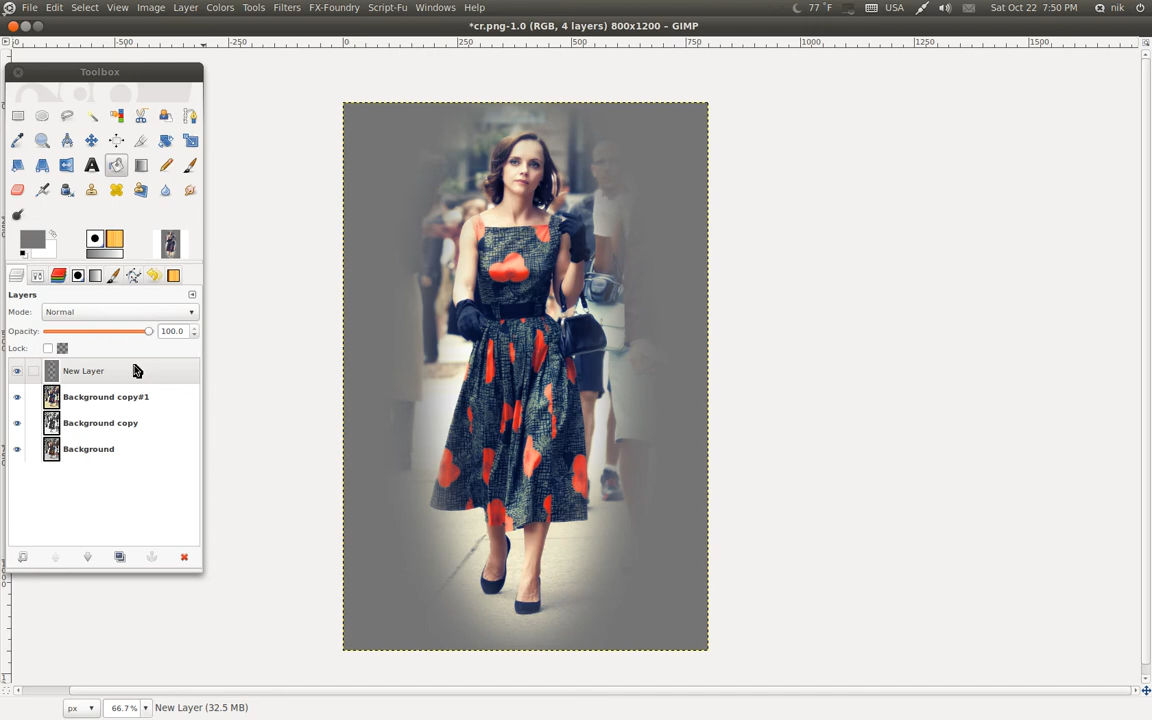 File Edit Select View Image Layer Colors Tools Filters FX-Foundry Script-Fu Windows Help 77 °F USA Sat Oct 22 7:50 PM nik
*cr.png-1.0 (RGB, 4 layers) 800x1200 – GIMP
-500 -250 0 250 500 750 1000 1250 1500
Toolbox
Layers
Mode: Normal
Opacity: 100.0
Lock:
New Layer
Background copy#1
Background copy
Background
px 66.7% New Layer (32.5 MB)